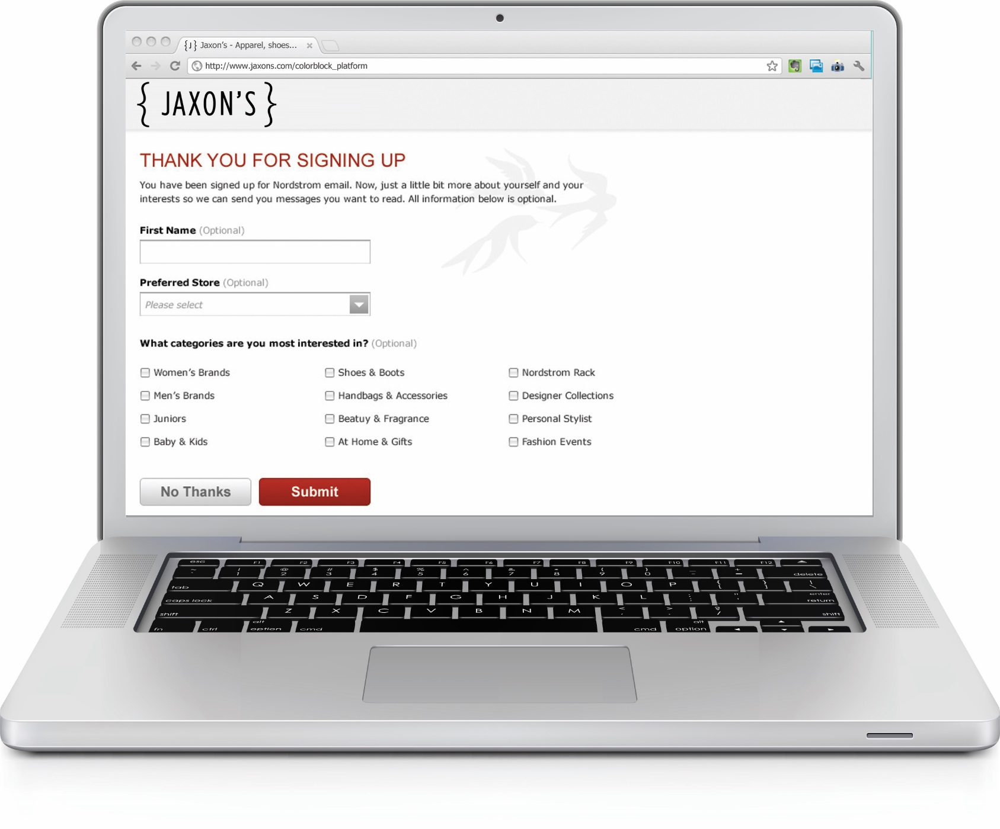 {J} Jaxon's - Apparel, shoes...
http://www.jaxons.com/colorblock_platform
{ JAXON'S }
THANK YOU FOR SIGNING UP
You have been signed up for Nordstrom email. Now, just a little bit more about yourself and your
interests so we can send you messages you want to read. All information below is optional.
First Name (Optional)
Preferred Store (Optional)
Please select
What categories are you most interested in? (Optional)
Women's Brands
Shoes & Boots
Nordstrom Rack
Men's Brands
Handbags & Accessories
Designer Collections
Juniors
Beatuy & Fragrance
Personal Stylist
Baby & Kids
At Home & Gifts
Fashion Events
No Thanks
Submit
esc F1 F2 F3 F4 F5 F6 F7 F8 F9 F10 F11 F12
~ ! @ # $ % ^ & * ( ) _ +
` 1 2 3 4 5 6 7 8 9 0 - = delete
tab Q W E R T Y U I O P { } | \
caps lock A S D F G H J K L : ; " ' enter return
shift Z X C V B N M < , > . ? / shift
fn ctrl alt option cmd cmd alt option